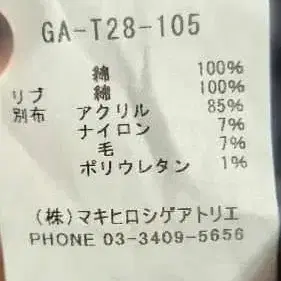 GA-T28-105
綿 100%
リブ 綿 100%
別布 アクリル 85%
ナイロン 7%
毛 7%
ポリウレタン 1%
(株)マキヒロシゲアトリエ
PHONE 03-3409-5656